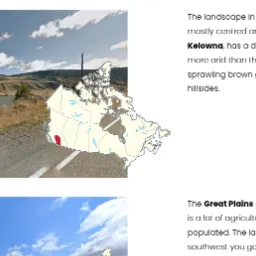 The landscape in
mostly centred
Kelowna, has a d
more arid than th
sprawling brown
hillsides.
The Great Plains
is a lot of agricult
populated. The la
southwest you go